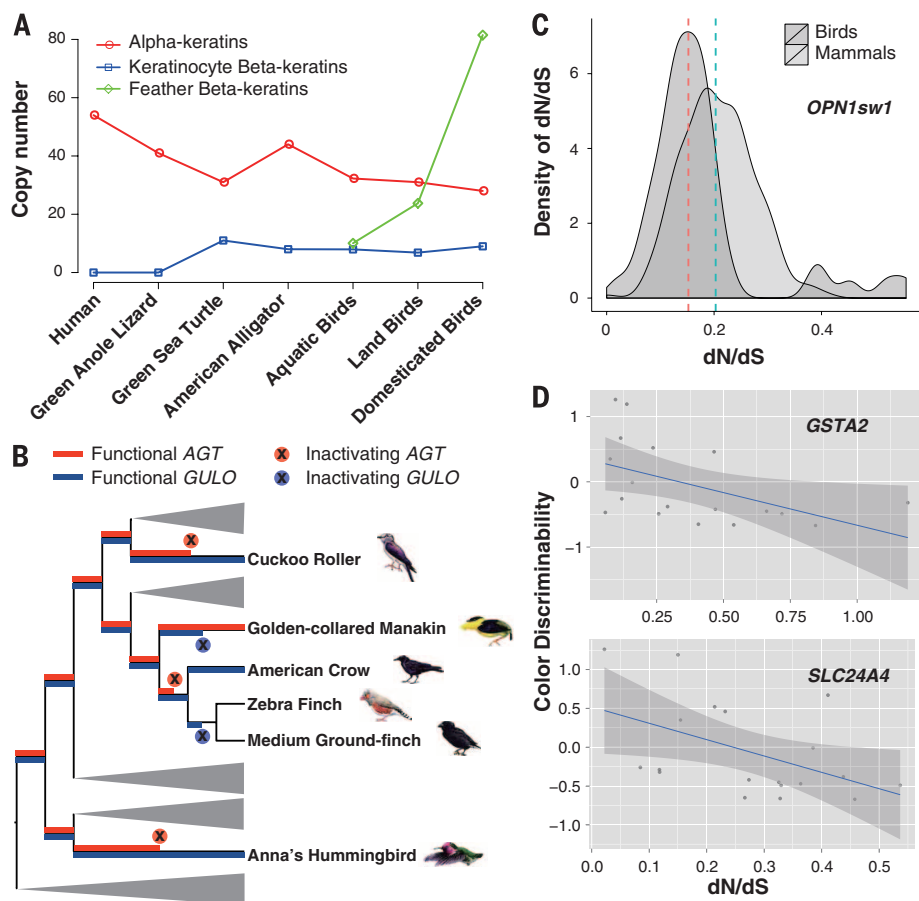 A
80
60
40
20
0
Copy number
Alpha-keratins
Keratinocyte Beta-keratins
Feather Beta-keratins
Human
Green Anole Lizard
Green Sea Turtle
American Alligator
Aquatic Birds
Land Birds
Domesticated Birds
B
Functional AGT
Functional GULO
X Inactivating AGT
X Inactivating GULO
X
Cuckoo Roller
Golden-collared Manakin
X
American Crow
X
Zebra Finch
X
Medium Ground-finch
X
Anna's Hummingbird
C
Birds
Mammals
OPN1sw1
Density of dN/dS
6
4
2
0
0
0.2
0.4
dN/dS
D
GSTA2
1
0
−1
0.25
0.50
0.75
1.00
Color Discriminability
SLC24A4
1.0
0.5
0.0
−0.5
−1.0
0.0
0.1
0.2
0.3
0.4
0.5
dN/dS